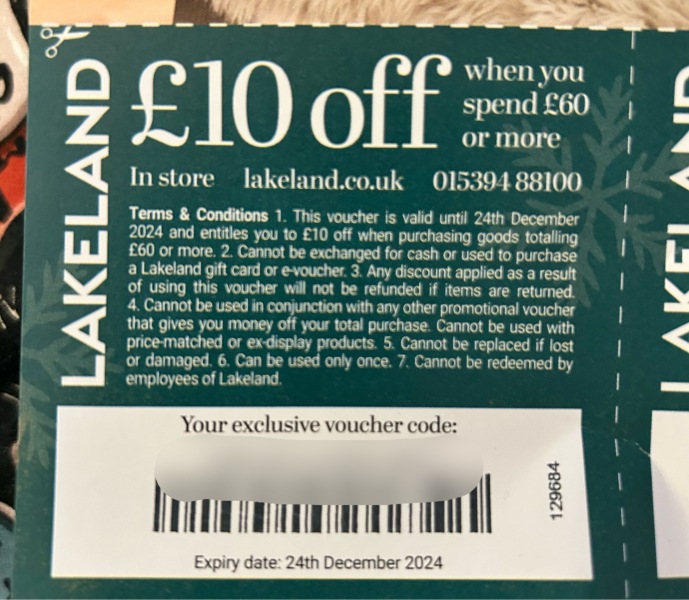 LAKELAND
£10 off
when you
spend £60
or more
In store lakeland.co.uk 015394 88100
Terms & Conditions 1. This voucher is valid until 24th December
2024 and entitles you to £10 off when purchasing goods totalling
£60 or more. 2. Cannot be exchanged for cash or used to purchase
a Lakeland gift card or e-voucher. 3. Any discount applied as a result
of using this voucher will not be refunded if items are returned.
4. Cannot be used in conjunction with any other promotional voucher
that gives you money off your total purchase. Cannot be used with
price-matched or ex-display products. 5. Cannot be replaced if lost
or damaged. 6. Can be used only once. 7. Cannot be redeemed by
employees of Lakeland.
Your exclusive voucher code:
129684
Expiry date: 24th December 2024
LAKELAND